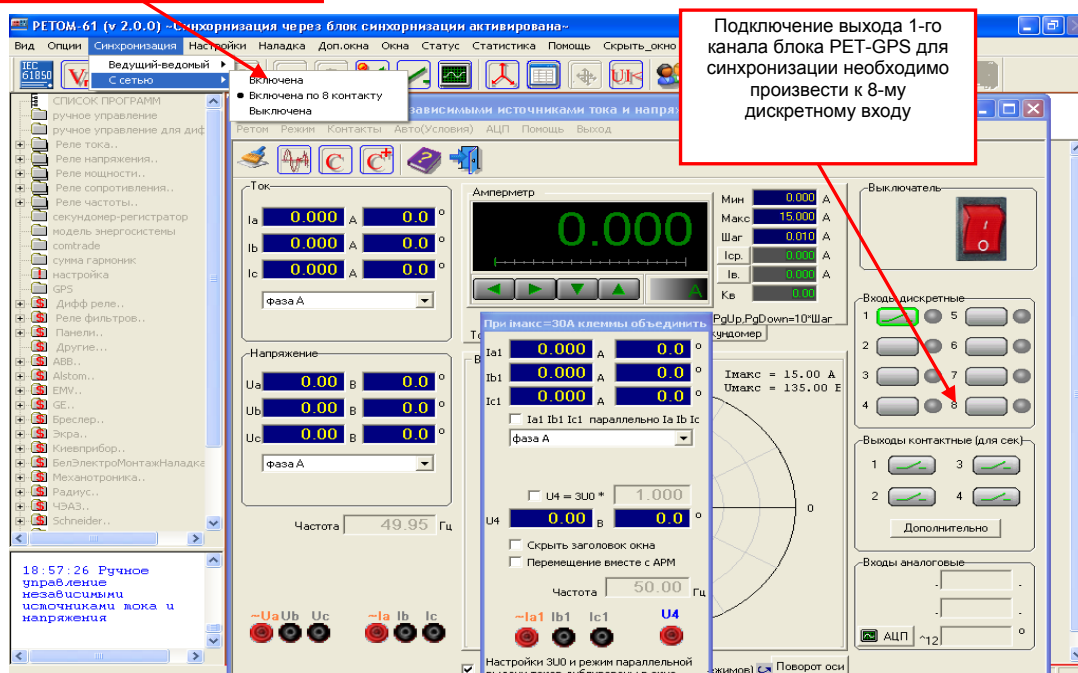 РЕТОМ-61 (v 2.0.0) ~Синхорнизация через блок синхорнизации активирована~
Вид Опции Синхронизация Настройки Наладка Доп.окна Окна Статус Статистика Помощь Скрыть_окно
Ведущий-ведомый
С сетью
Включена
Включена по 8 контакту
Выключена
Подключение выхода 1-го
канала блока РЕТ-GPS для
синхронизации необходимо
произвести к 8-му
дискретному входу
IEC
61850
СПИСОК ПРОГРАММ
ручное управление
ручное управление для диф
Реле тока..
Реле напряжения..
Реле мощности..
Реле сопротивления..
Реле частоты..
секундомер-регистратор
модель энергосистемы
comtrade
сумма гармоник
настройка
GPS
Дифф реле..
Реле фильтров..
Панели..
Другие...
ABB..
Alstom..
EMV..
GE..
Бреслер..
Экра..
Киевприбор..
БелЭлектроМонтажНаладка
Механотроника..
Радиус..
ЧЭАЗ..
Schneider..
18:57:26 Ручное
управление
независимыми
источниками тока и
напряжения
зависимыми источниками тока и напря
Ретом Режим Контакты Авто(Условия) АЦП Помощь Выход
Ток
Ia 0.000 А 0.0 °
Ib 0.000 А 0.0 °
Ic 0.000 А 0.0 °
фаза А
Напряжение
Ua 0.00 В 0.0 °
Ub 0.00 В 0.0 °
Uc 0.00 В 0.0 °
фаза А
Частота 49.95 Гц
~Ua Ub Uc ~Ia Ib Ic
Амперметр
0.000
А
Мин 0.000 А
Макс 15.000 А
Шаг 0.010 А
Iср. 0.000 А
Iв. 0.000 А
Кв 0.00
PgUp,PgDown=10*Шаг
кундомер
Iмакс = 15.00 А
Uмакс = 135.00 В
0
При iмакс=30А клеммы объединить
Ia1 0.000 А 0.0 °
Ib1 0.000 А 0.0 °
Ic1 0.000 А 0.0 °
Ia1 Ib1 Ic1 параллельно Ia Ib Ic
фаза А
U4 = 3U0 * 1.000
U4 0.00 В 0.0 °
Скрыть заголовок окна
Перемещение вместе с АРМ
Частота 50.00 Гц
~Ia1 Ib1 Ic1 U4
Настройки 3U0 и режим параллельной
жимов) Поворот оси
Выключатель
Входы дискретные
1 5
2 6
3 7
4 8
Выходы контактные (для сек)
1 3
2 4
Дополнительно
Входы аналоговые
- -
- -
АЦП ^12 °